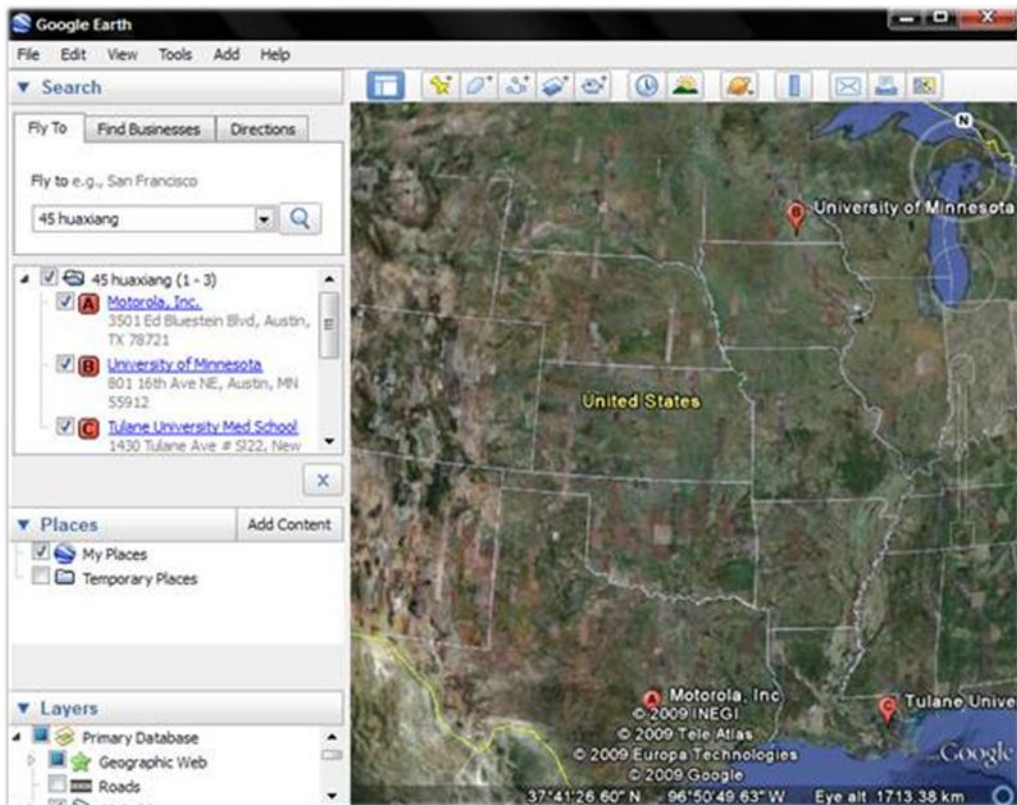 Google Earth
File Edit View Tools Add Help
Search
Fly To Find Businesses Directions
Fly to e.g., San Francisco
45 huaxiang
45 huaxiang (1 - 3)
A Motorola, Inc.
3501 Ed Bluestein Blvd, Austin,
TX 78721
B University of Minnesota
801 16th Ave NE, Austin, MN
55912
C Tulane University Med School
1430 Tulane Ave # Sl22, New
Places Add Content
My Places
Temporary Places
Layers
Primary Database
Geographic Web
Roads
N
B University of Minnesota
United States
A Motorola, Inc
C Tulane Unive
© 2009 INEGI
© 2009 Tele Atlas
© 2009 Europa Technologies
© 2009 Google
Google
37°41'26.60" N 96°50'49.63" W Eye alt 1713.38 km